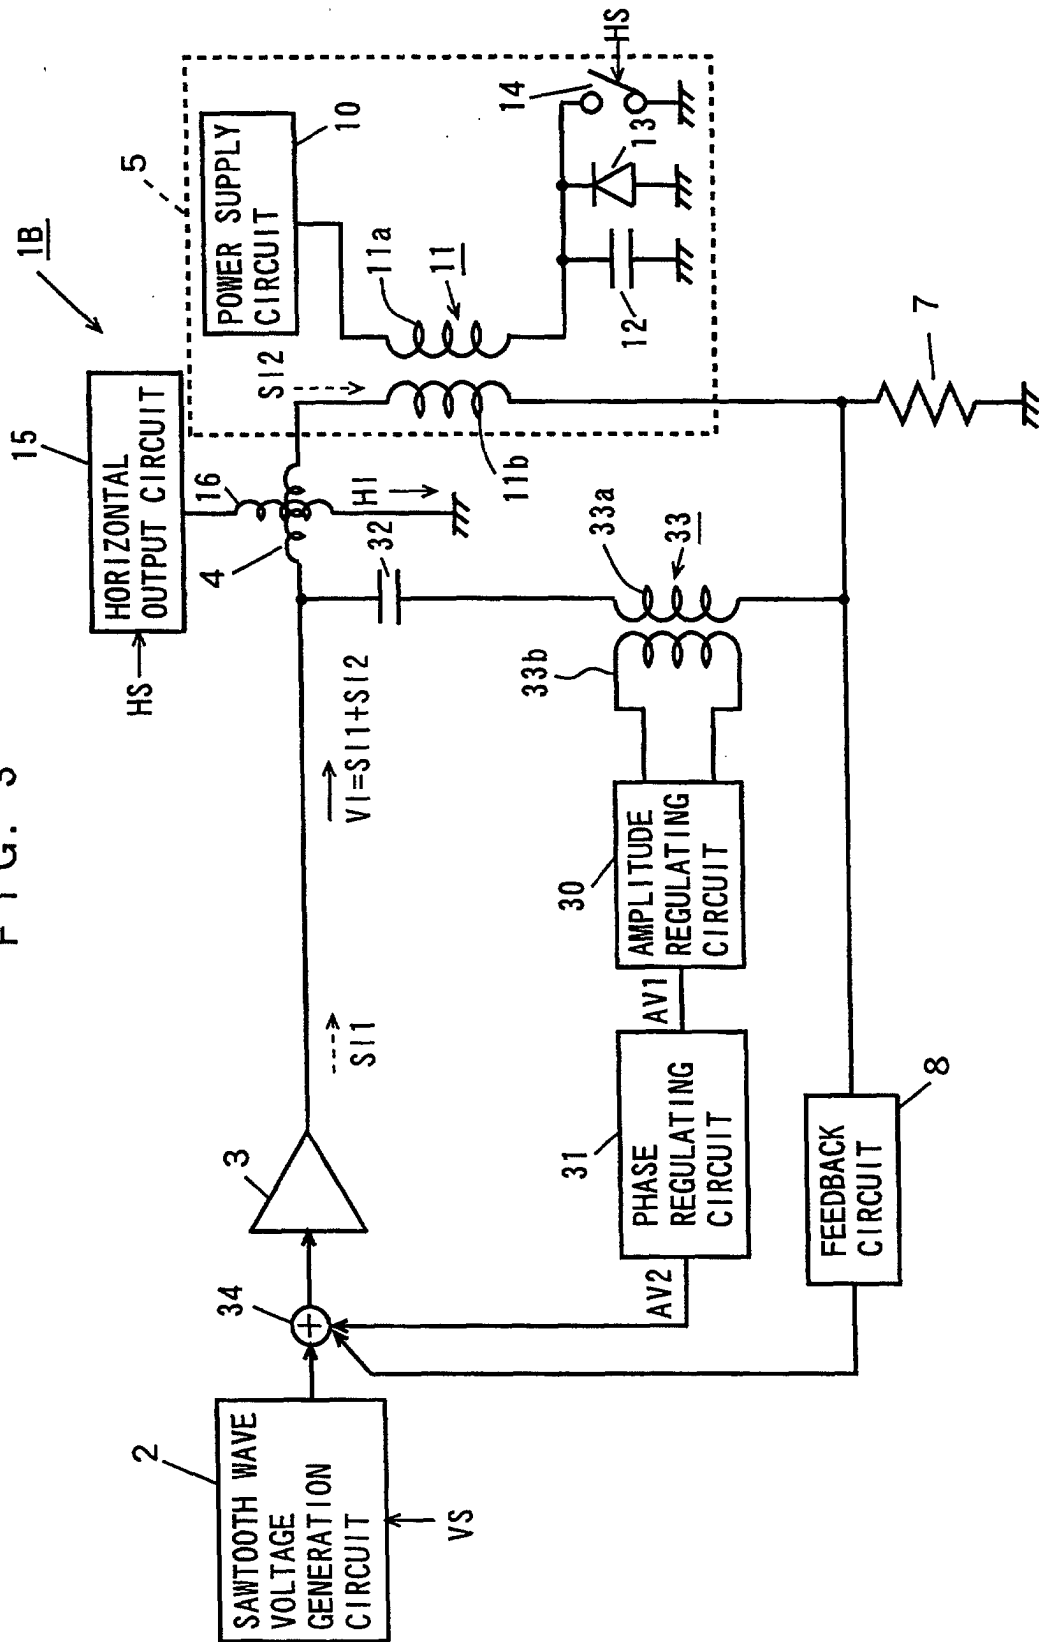 FIG. 3
1B
5
15
HORIZONTAL
OUTPUT CIRCUIT
HS
16
HI
4
SI2
POWER SUPPLY
CIRCUIT
10
11a
11
11b
12
13
14
HS
7
VI=SI1+SI2
SI1
32
33a
33
33b
30
AMPLITUDE
REGULATING
CIRCUIT
AV1
31
PHASE
REGULATING
CIRCUIT
AV2
3
34
2
SAWTOOTH WAVE
VOLTAGE
GENERATION
CIRCUIT
VS
FEEDBACK
CIRCUIT
8